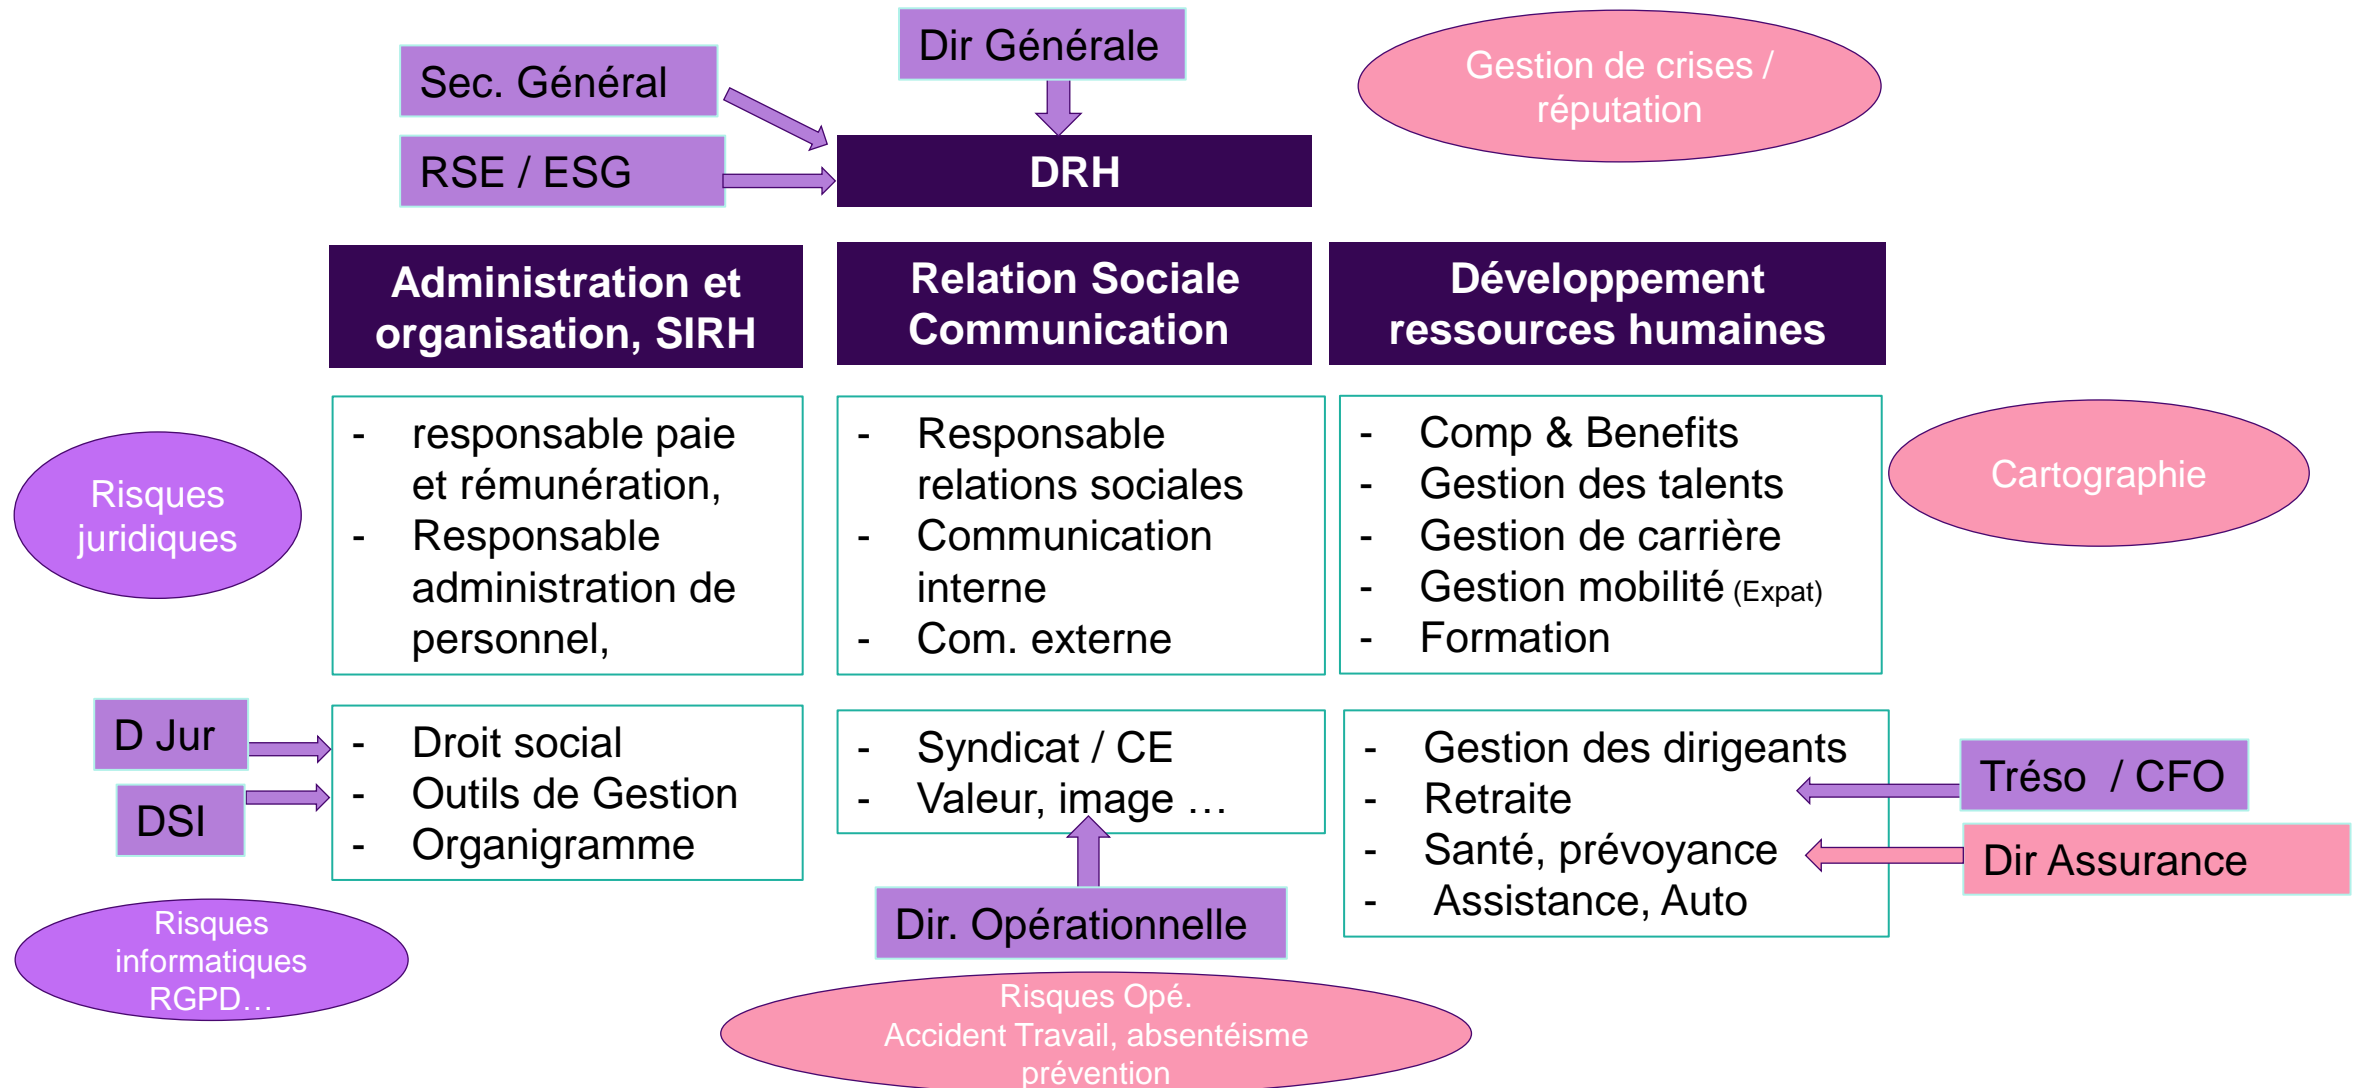 Dir Générale
Sec. Général
Gestion de crises /
réputation
RSE / ESG
DRH
Administration et
organisation, SIRH
Relation Sociale
Communication
Développement
ressources humaines
Risques
juridiques
- responsable paie
et rémunération,
- Responsable
administration de
personnel,
- Responsable
relations sociales
- Communication
interne
- Com. externe
- Comp & Benefits
- Gestion des talents
- Gestion de carrière
- Gestion mobilité (Expat)
- Formation
Cartographie
D Jur
DSI
- Droit social
- Outils de Gestion
- Organigramme
- Syndicat / CE
- Valeur, image …
- Gestion des dirigeants
- Retraite
- Santé, prévoyance
- Assistance, Auto
Tréso / CFO
Dir Assurance
Dir. Opérationnelle
Risques
informatiques
RGPD…
Risques Opé.
Accident Travail, absentéisme
prévention